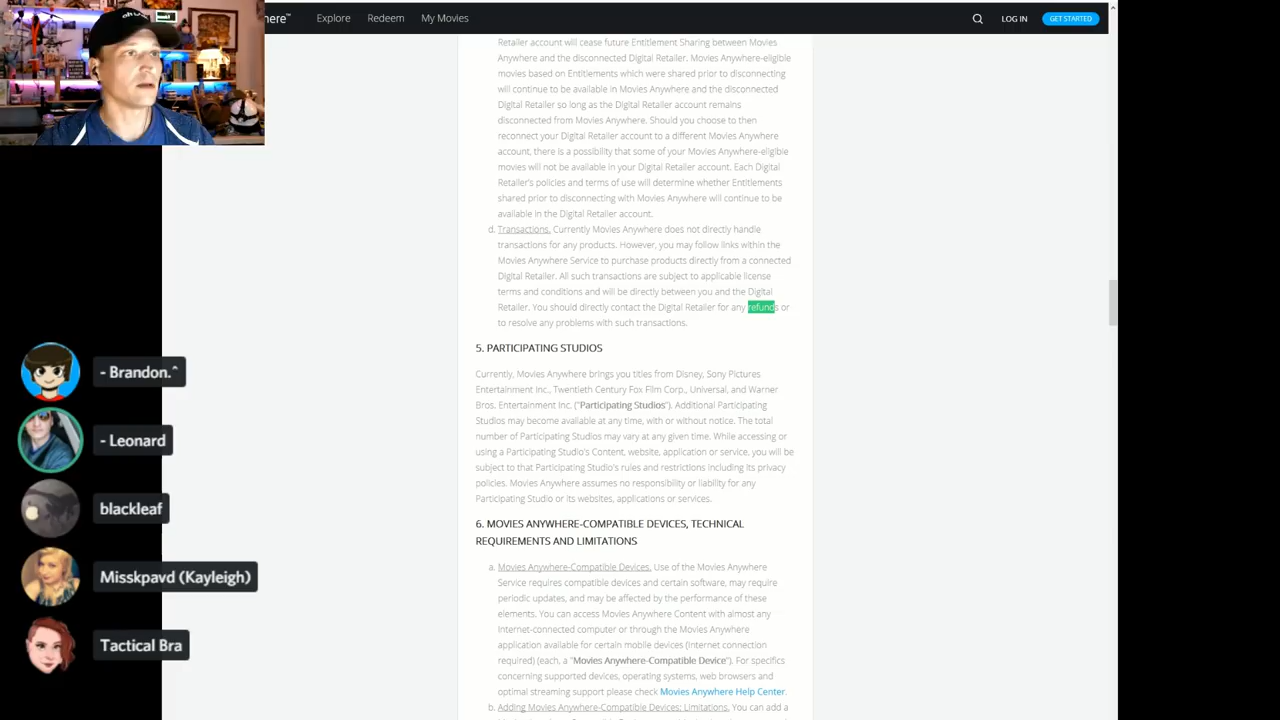 here™ Explore Redeem My Movies LOG IN GET STARTED
Retailer account will cease future Entitlement Sharing between Movies
Anywhere and the disconnected Digital Retailer. Movies Anywhere-eligible
movies based on Entitlements which were shared prior to disconnecting
will continue to be available in Movies Anywhere and the disconnected
Digital Retailer so long as the Digital Retailer account remains
disconnected from Movies Anywhere. Should you choose to then
reconnect your Digital Retailer account to a different Movies Anywhere
account, there is a possibility that some of your Movies Anywhere-eligible
movies will not be available in your Digital Retailer account. Each Digital
Retailer's policies and terms of use will determine whether Entitlements
shared prior to disconnecting with Movies Anywhere will continue to be
available in the Digital Retailer account.
d. Transactions. Currently Movies Anywhere does not directly handle
transactions for any products. However, you may follow links within the
Movies Anywhere Service to purchase products directly from a connected
Digital Retailer. All such transactions are subject to applicable license
terms and conditions and will be directly between you and the Digital
Retailer. You should directly contact the Digital Retailer for any refunds or
to resolve any problems with such transactions.
5. PARTICIPATING STUDIOS
Currently, Movies Anywhere brings you titles from Disney, Sony Pictures
Entertainment Inc., Twentieth Century Fox Film Corp., Universal, and Warner
Bros. Entertainment Inc. ("Participating Studios"). Additional Participating
Studios may become available at any time, with or without notice. The total
number of Participating Studios may vary at any given time. While accessing or
using a Participating Studio's Content, website, application or service, you will be
subject to that Participating Studio's rules and restrictions including its privacy
policies. Movies Anywhere assumes no responsibility or liability for any
Participating Studio or its websites, applications or services.
6. MOVIES ANYWHERE-COMPATIBLE DEVICES, TECHNICAL
REQUIREMENTS AND LIMITATIONS
a. Movies Anywhere-Compatible Devices. Use of the Movies Anywhere
Service requires compatible devices and certain software, may require
periodic updates, and may be affected by the performance of these
elements. You can access Movies Anywhere Content with almost any
Internet-connected computer or through the Movies Anywhere
application available for certain mobile devices (Internet connection
required) (each, a "Movies Anywhere-Compatible Device"). For specifics
concerning supported devices, operating systems, web browsers and
optimal streaming support please check Movies Anywhere Help Center.
b. Adding Movies Anywhere-Compatible Devices; Limitations. You can add a
- Brandon.^
- Leonard
blackleaf
Misskpavd (Kayleigh)
Tactical Bra